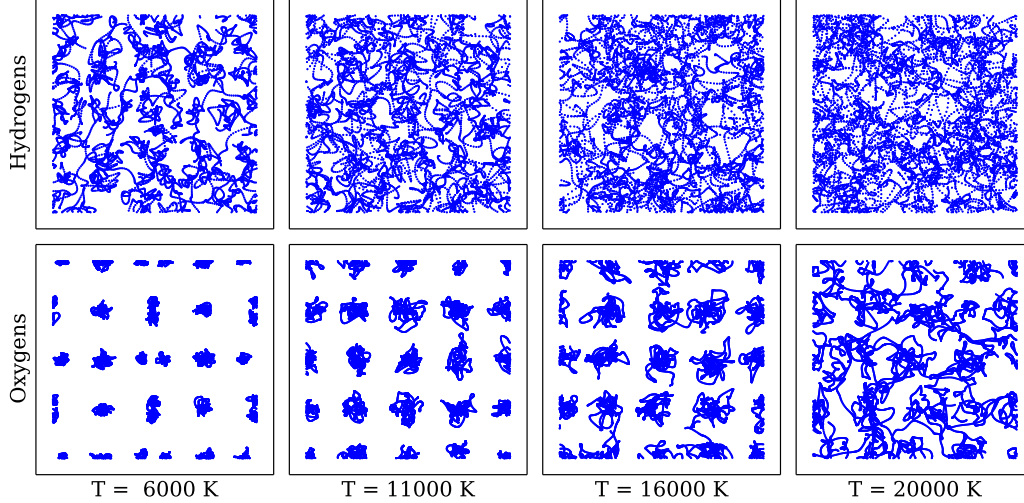 Hydrogens
Oxygens
T = 6000 K
T = 11000 K
T = 16000 K
T = 20000 K